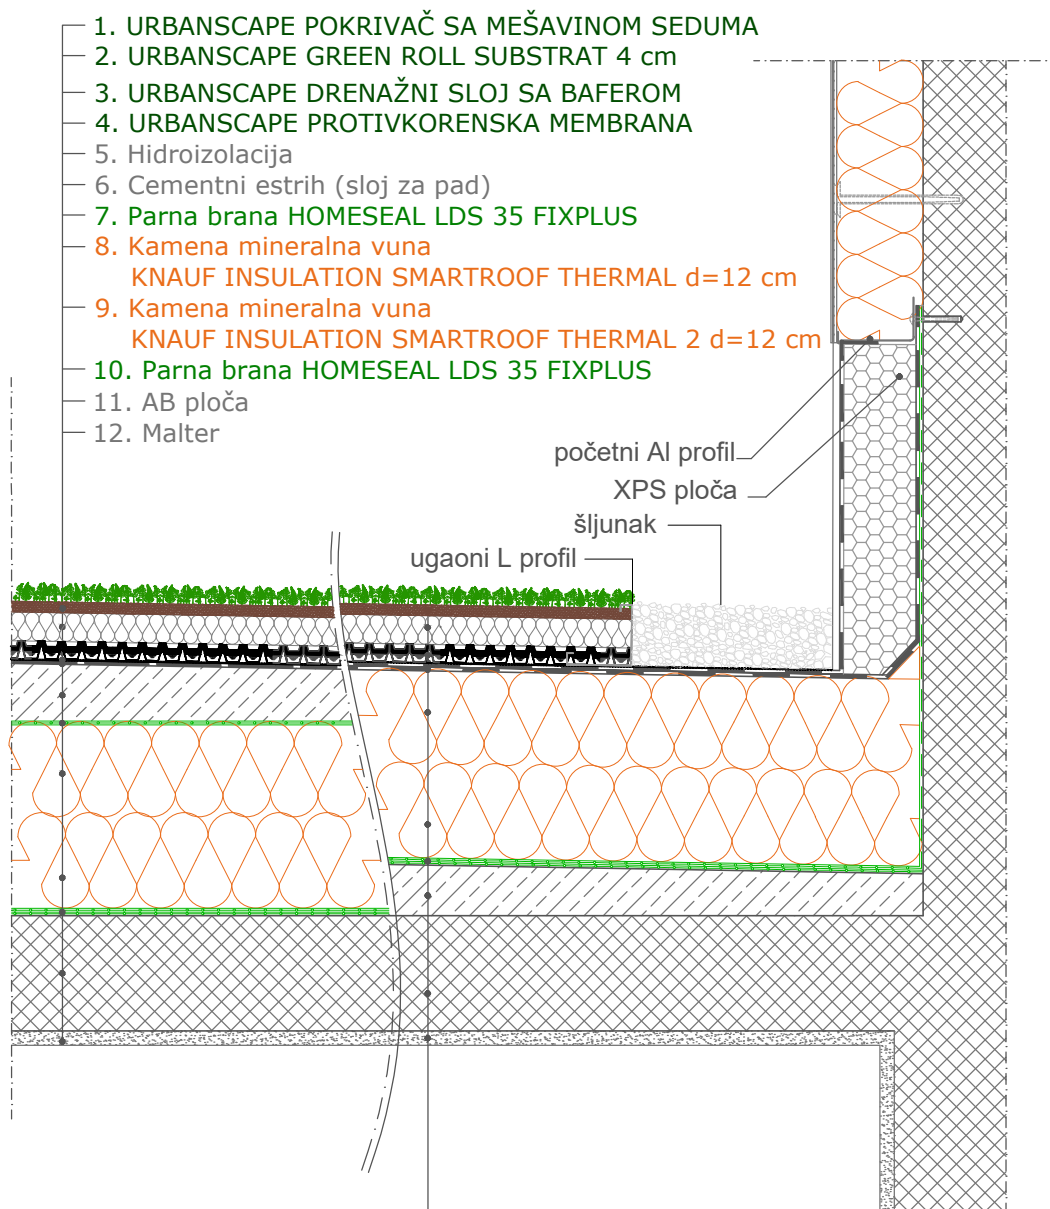 1. URBANSCAPE POKRIVAČ SA MEŠAVINOM SEDUMA
2. URBANSCAPE GREEN ROLL SUBSTRAT 4 cm
3. URBANSCAPE DRENAŽNI SLOJ SA BAFEROM
4. URBANSCAPE PROTIVKORENSKA MEMBRANA
5. Hidroizolacija
6. Cementni estrih (sloj za pad)
7. Parna brana HOMESEAL LDS 35 FIXPLUS
8. Kamena mineralna vuna
KNAUF INSULATION SMARTROOF THERMAL d=12 cm
9. Kamena mineralna vuna
KNAUF INSULATION SMARTROOF THERMAL 2 d=12 cm
10. Parna brana HOMESEAL LDS 35 FIXPLUS
11. AB ploča
12. Malter
početni Al profil
XPS ploča
šljunak
ugaoni L profil